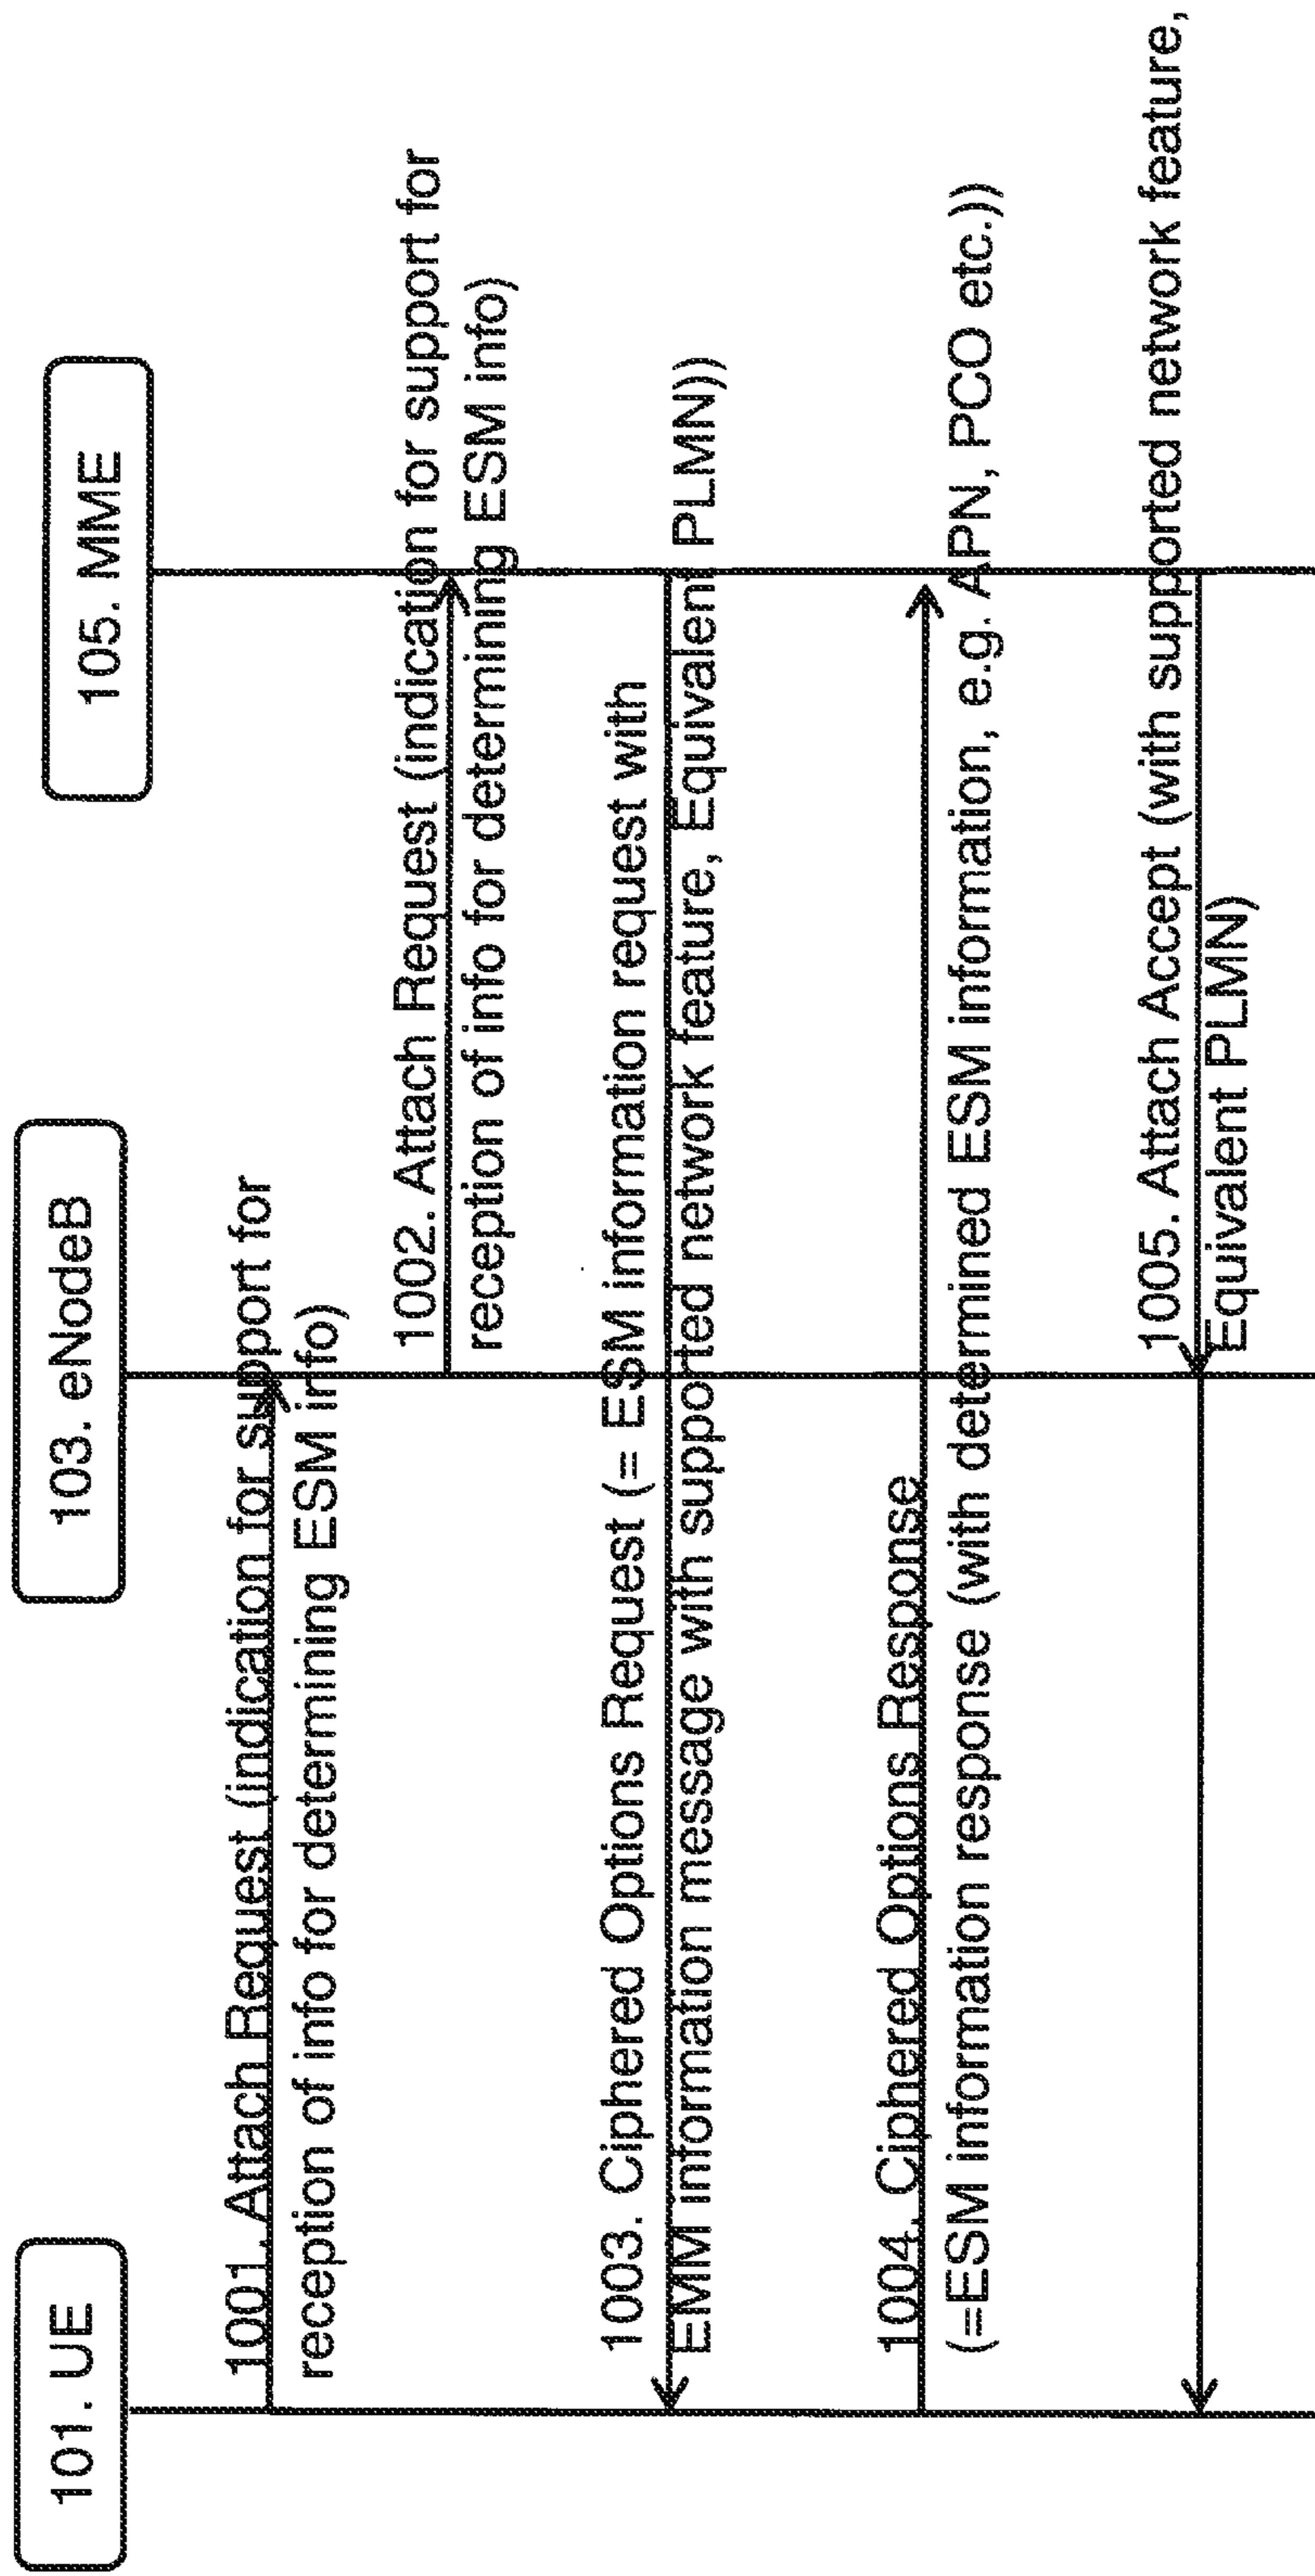 101. UE
103. eNodeB
105. MME
1001. Attach Request (indication for support for
reception of info for determining ESM info)
1002. Attach Request (indication for support for
reception of info for determining ESM info)
1003. Ciphered Options Request (= ESM information request with
EMM information message with supported network feature, Equivalent PLMN))
1004. Ciphered Options Response
(=ESM information response (with determined ESM information, e.g. APN, PCO etc.))
1005. Attach Accept (with supported network feature,
Equivalent PLMN)